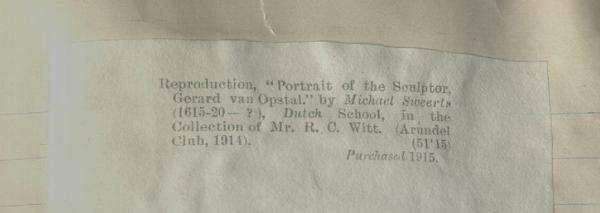 Reproduction, "Portrait of the Sculptor,
Gerard van Opstal." by Michael Sweerts
(1615-20— ?), Dutch School, in the
Collection of Mr. R. C. Witt. (Arundel
Club, 1914). (51'15)
Purchased 1915.